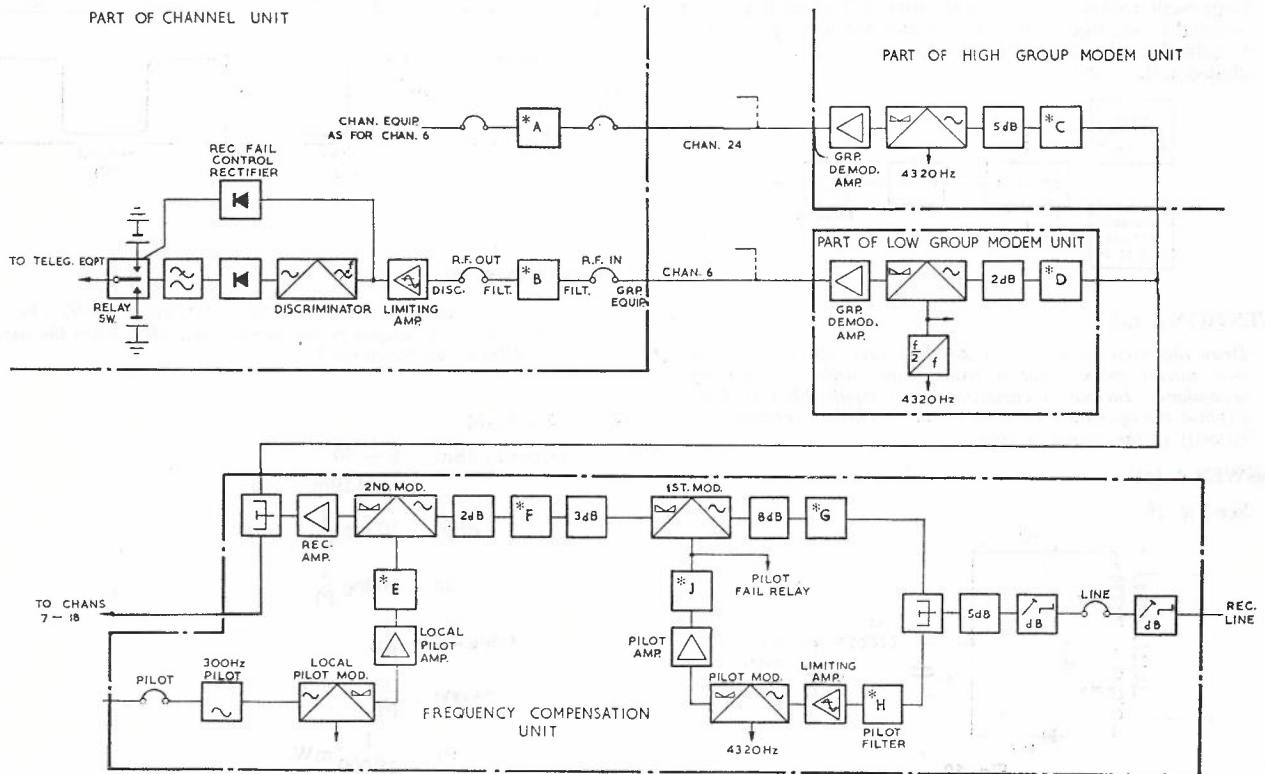 PART OF CHANNEL UNIT
PART OF HIGH GROUP MODEM UNIT
CHAN. EQUIP.
AS FOR CHAN. 6
*A
CHAN. 24
GRP.
DEMOD.
AMP.
4320Hz
5dB
*C
REC FAIL
CONTROL
RECTIFIER
TO TELEG. EQPT
RELAY
5W.
DISCRIMINATOR
LIMITING
AMP.
DISC.
R.F. OUT
FILT.
*B
FILT.
R.F. IN
GRP.
EQUIP.
CHAN. 6
PART OF LOW GROUP MODEM UNIT
GRP.
DEMOD.
AMP.
2dB
*D
f/2
f
4320Hz
2ND. MOD.
1ST. MOD.
REC.
AMP.
2dB
*F
3dB
8dB
*G
*E
LOCAL
PILOT
AMP.
TO CHANS
7 — 18
PILOT
300Hz
PILOT
LOCAL
PILOT MOD.
FREQUENCY COMPENSATION
UNIT
*J
PILOT
FAIL RELAY
PILOT
AMP.
PILOT MOD.
4320Hz
LIMITING
AMP.
*H
PILOT
FILTER
5dB
dB
LINE
dB
REC.
LINE